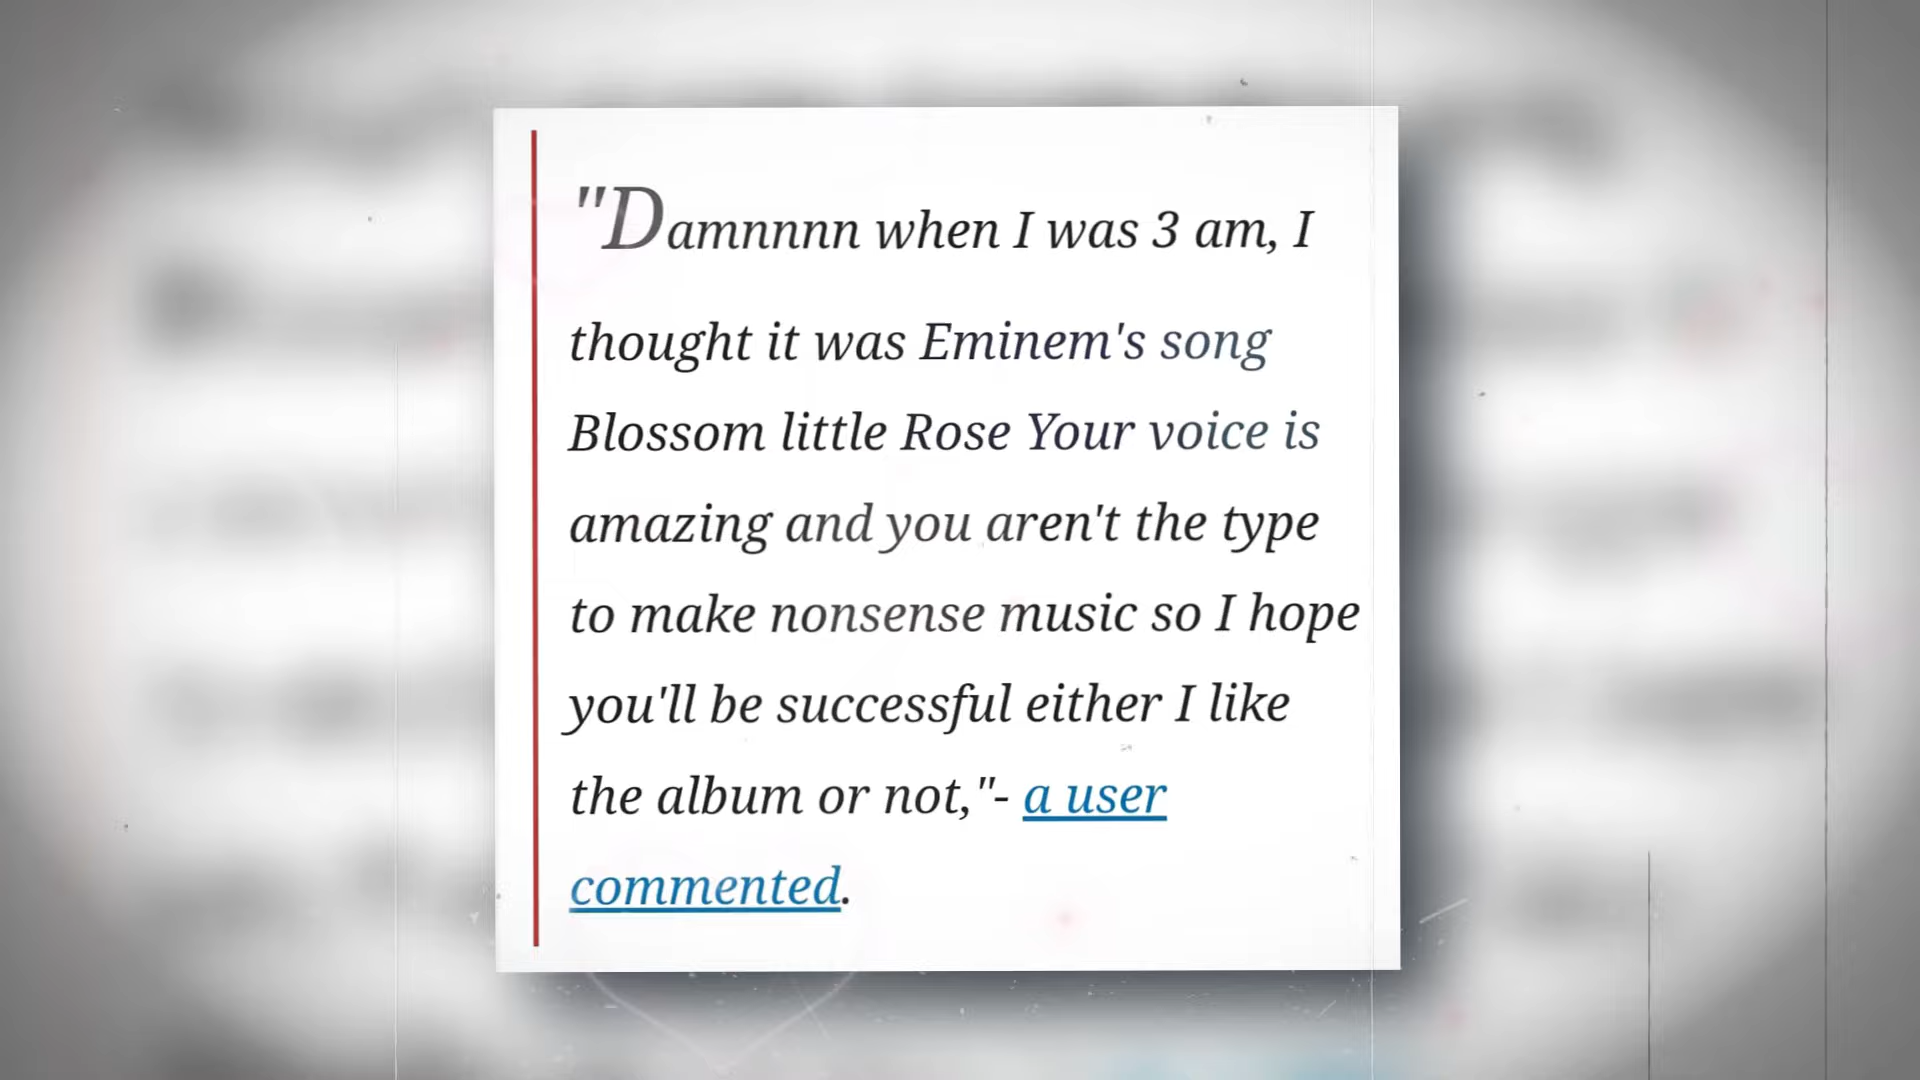 "Damnnnn when I was 3 am, I
thought it was Eminem's song
Blossom little Rose Your voice is
amazing and you aren't the type
to make nonsense music so I hope
you'll be successful either I like
the album or not,"- a user
commented.